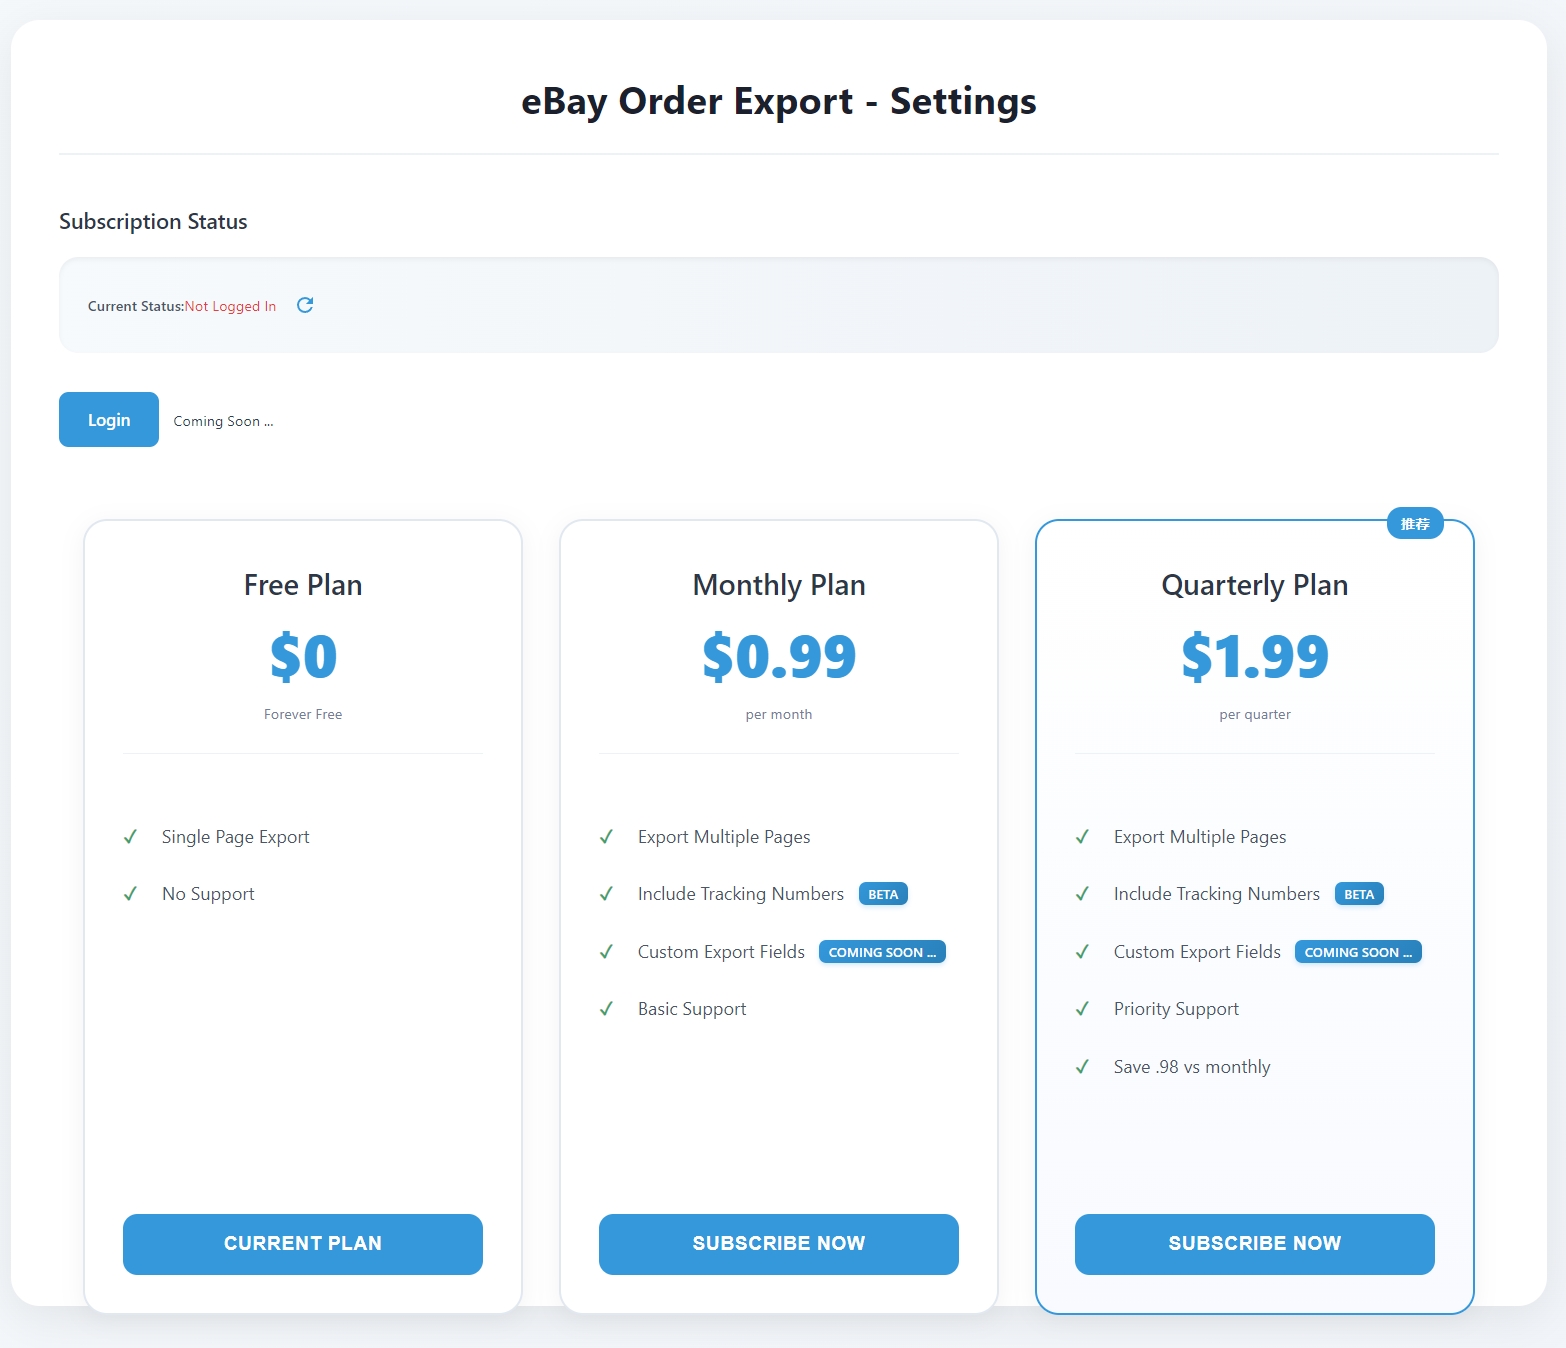 eBay Order Export - Settings
Subscription Status
Current Status:Not Logged In
Login
Coming Soon ...
Free Plan
$0
Forever Free
✓ Single Page Export
✓ No Support
CURRENT PLAN
Monthly Plan
$0.99
per month
✓ Export Multiple Pages
✓ Include Tracking Numbers BETA
✓ Custom Export Fields COMING SOON ...
✓ Basic Support
SUBSCRIBE NOW
推荐
Quarterly Plan
$1.99
per quarter
✓ Export Multiple Pages
✓ Include Tracking Numbers BETA
✓ Custom Export Fields COMING SOON ...
✓ Priority Support
✓ Save .98 vs monthly
SUBSCRIBE NOW